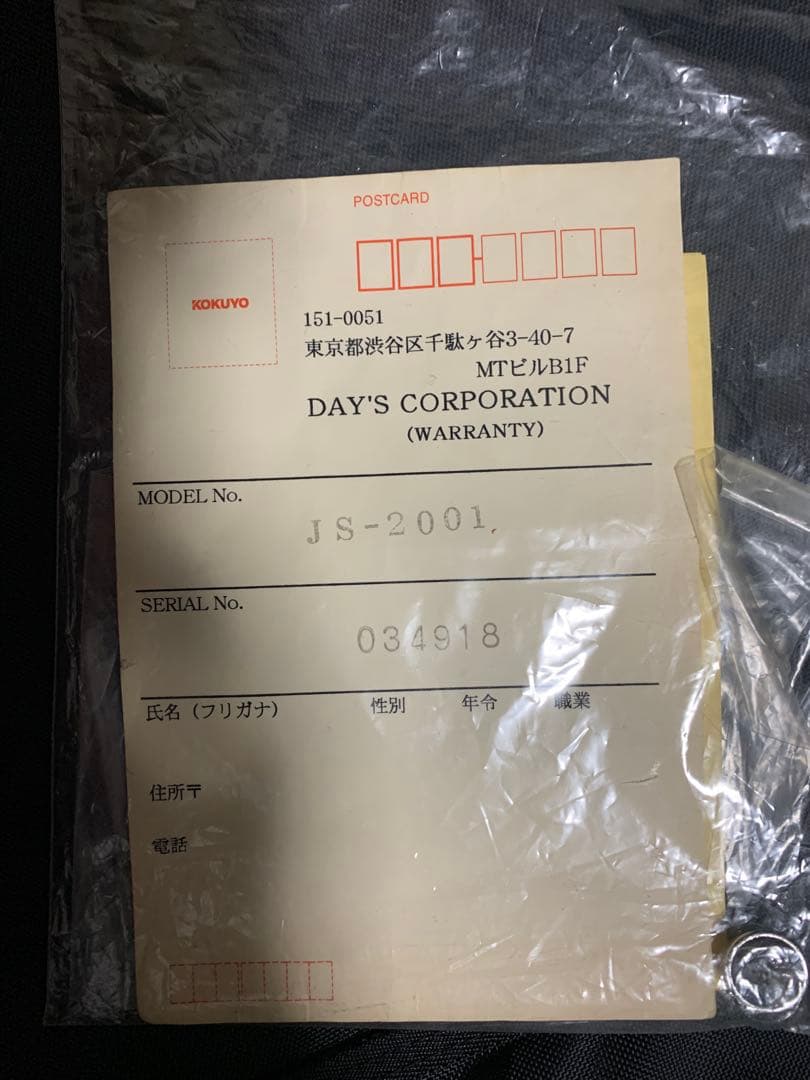 POSTCARD
KOKUYO
151-0051
東京都渋谷区千駄ヶ谷3-40-7
MTビルB1F
DAY'S CORPORATION
(WARRANTY)
MODEL No.
JS-2001.
SERIAL No.
034918
氏名（フリガナ） 性別 年令 職業
住所〒
電話